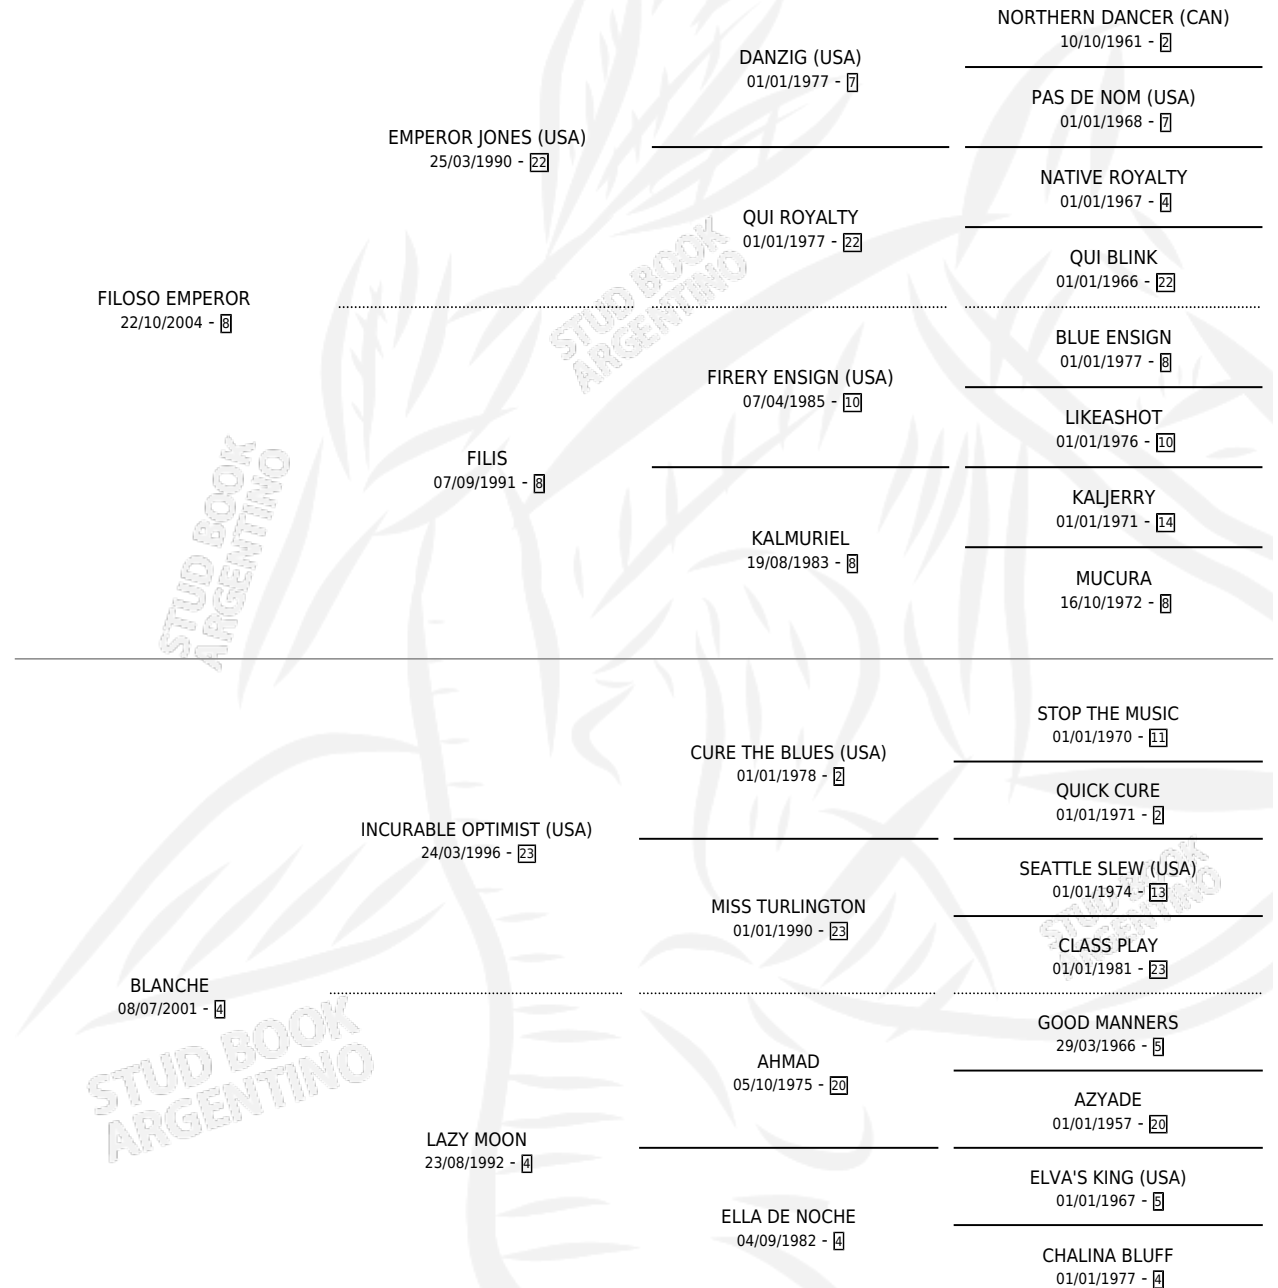 NORTHERN DANCER (CAN)
10/10/1961 - 2
DANZIG (USA)
01/01/1977 - 7
PAS DE NOM (USA)
01/01/1968 - 7
EMPEROR JONES (USA)
25/03/1990 - 22
NATIVE ROYALTY
01/01/1967 - 4
QUI ROYALTY
01/01/1977 - 22
QUI BLINK
01/01/1966 - 22
FILOSO EMPEROR
22/10/2004 - 8
BLUE ENSIGN
01/01/1977 - 8
FIRERY ENSIGN (USA)
07/04/1985 - 10
LIKEASHOT
01/01/1976 - 10
FILIS
07/09/1991 - 8
KALJERRY
01/01/1971 - 14
KALMURIEL
19/08/1983 - 8
MUCURA
16/10/1972 - 8
STUD BOOK
ARGENTINO
STUD BOOK
ARGENTINO
STOP THE MUSIC
01/01/1970 - 11
CURE THE BLUES (USA)
01/01/1978 - 2
QUICK CURE
01/01/1971 - 2
INCURABLE OPTIMIST (USA)
24/03/1996 - 23
SEATTLE SLEW (USA)
01/01/1974 - 13
MISS TURLINGTON
01/01/1990 - 23
CLASS PLAY
01/01/1981 - 23
BLANCHE
08/07/2001 - 4
GOOD MANNERS
29/03/1966 - 5
AHMAD
05/10/1975 - 20
AZYADE
01/01/1957 - 20
LAZY MOON
23/08/1992 - 4
ELVA'S KING (USA)
01/01/1967 - 5
ELLA DE NOCHE
04/09/1982 - 4
CHALINA BLUFF
01/01/1977 - 4
STUD BOOK
ARGENTINO
STUD BOOK
ARGENTINO